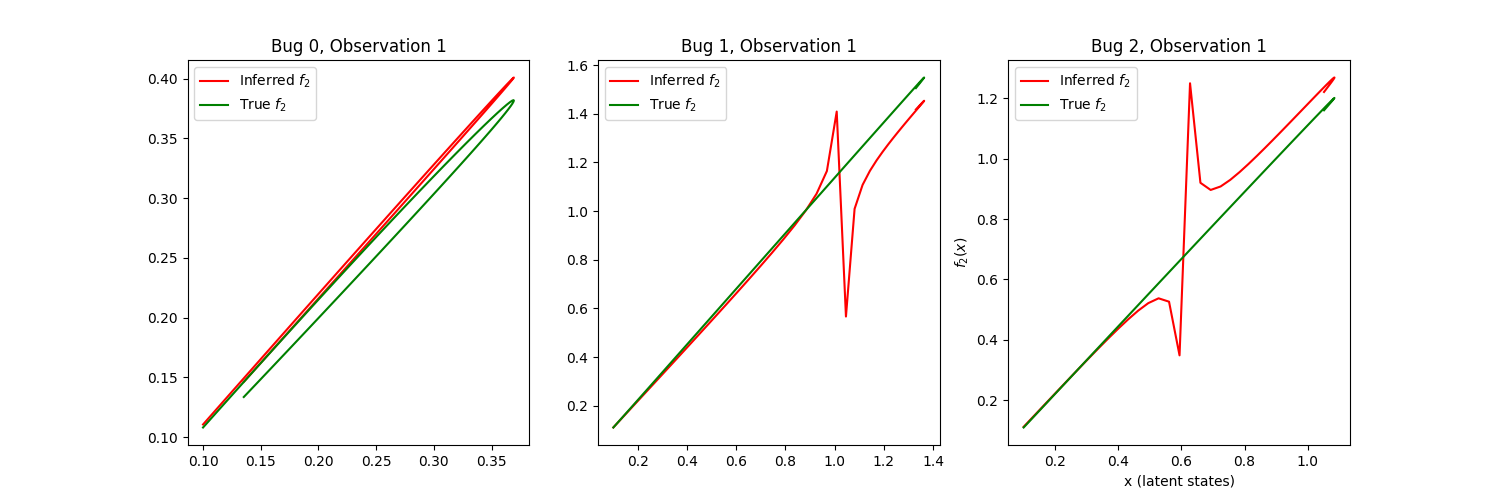 Bug 0, Observation 1
Inferred f₂
True f₂
0.40
0.35
0.30
0.25
0.20
0.15
0.10
0.10 0.15 0.20 0.25 0.30 0.35
Bug 1, Observation 1
Inferred f₂
True f₂
1.6
1.4
1.2
1.0
0.8
0.6
0.4
0.2
0.2 0.4 0.6 0.8 1.0 1.2 1.4
Bug 2, Observation 1
Inferred f₂
True f₂
1.2
1.0
0.8
0.6
0.4
0.2
f₂(x)
0.2 0.4 0.6 0.8 1.0
x (latent states)